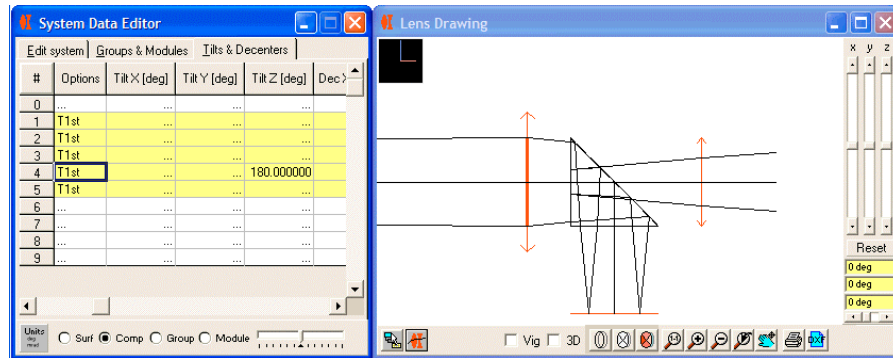 System Data Editor
Edit system Groups & Modules Tilts & Decenters
# Options Tilt X [deg] Tilt Y [deg] Tilt Z [deg] Dec X
0 ... ... ... ...
1 T1st ... ... ...
2 T1st ... ... ...
3 T1st ... ... ...
4 T1st ... ... 180.000000
5 T1st ... ... ...
6 ... ... ... ...
7 ... ... ... ...
8 ... ... ... ...
9 ... ... ... ...
Units
deg
Surf Comp Group Module
Lens Drawing
x y z
Reset
0 deg
0 deg
0 deg
Vig 3D
DXF